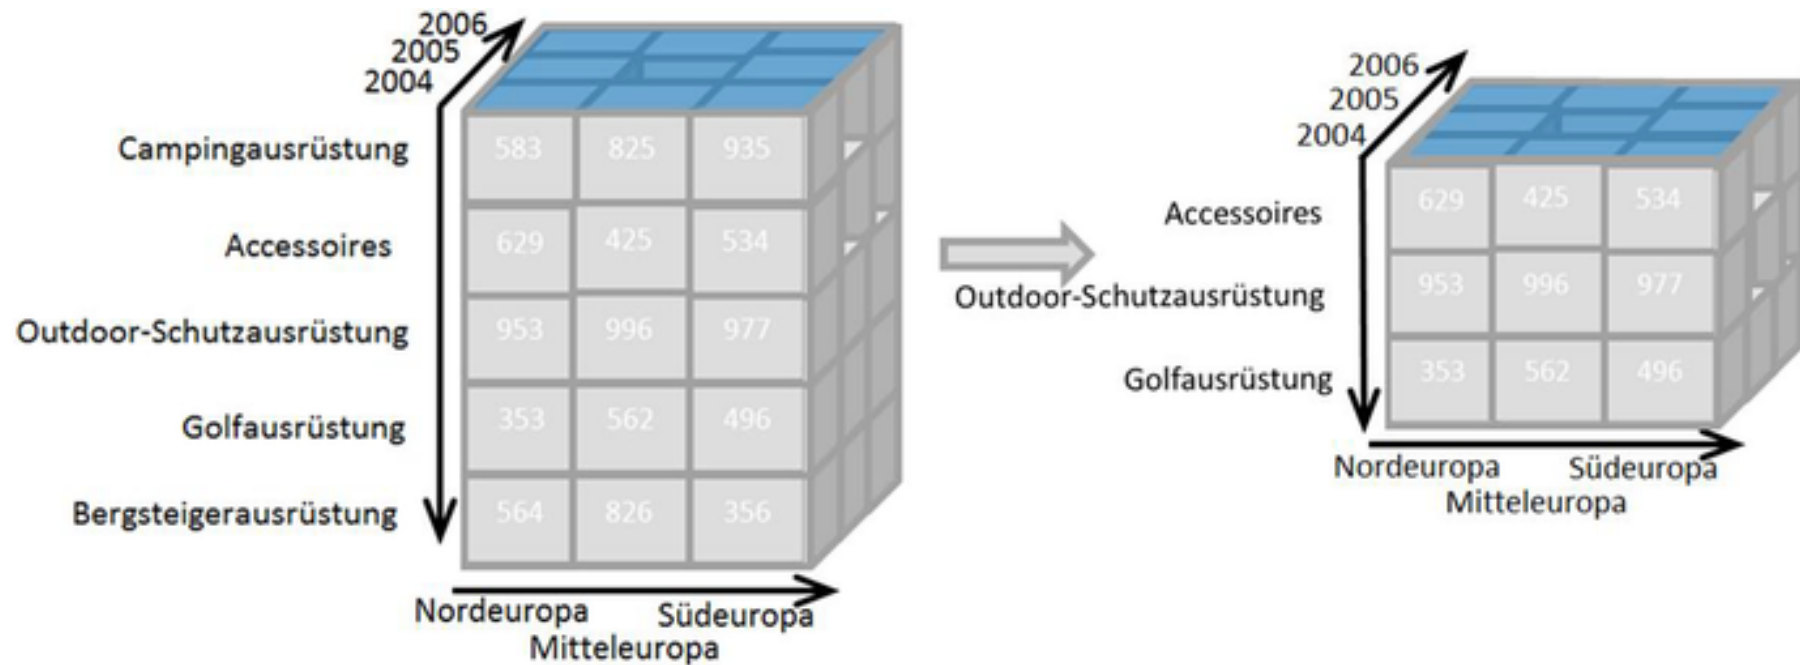 2006
2005
2004
Campingausrüstung 583 825 935
Accessoires 629 425 534
Outdoor-Schutzausrüstung 953 996 977
Golfausrüstung 353 562 496
Bergsteigerausrüstung 564 826 356
Nordeuropa Südeuropa
Mitteleuropa
2006
2005
2004
Accessoires 629 425 534
Outdoor-Schutzausrüstung 953 996 977
Golfausrüstung 353 562 496
Nordeuropa Südeuropa
Mitteleuropa